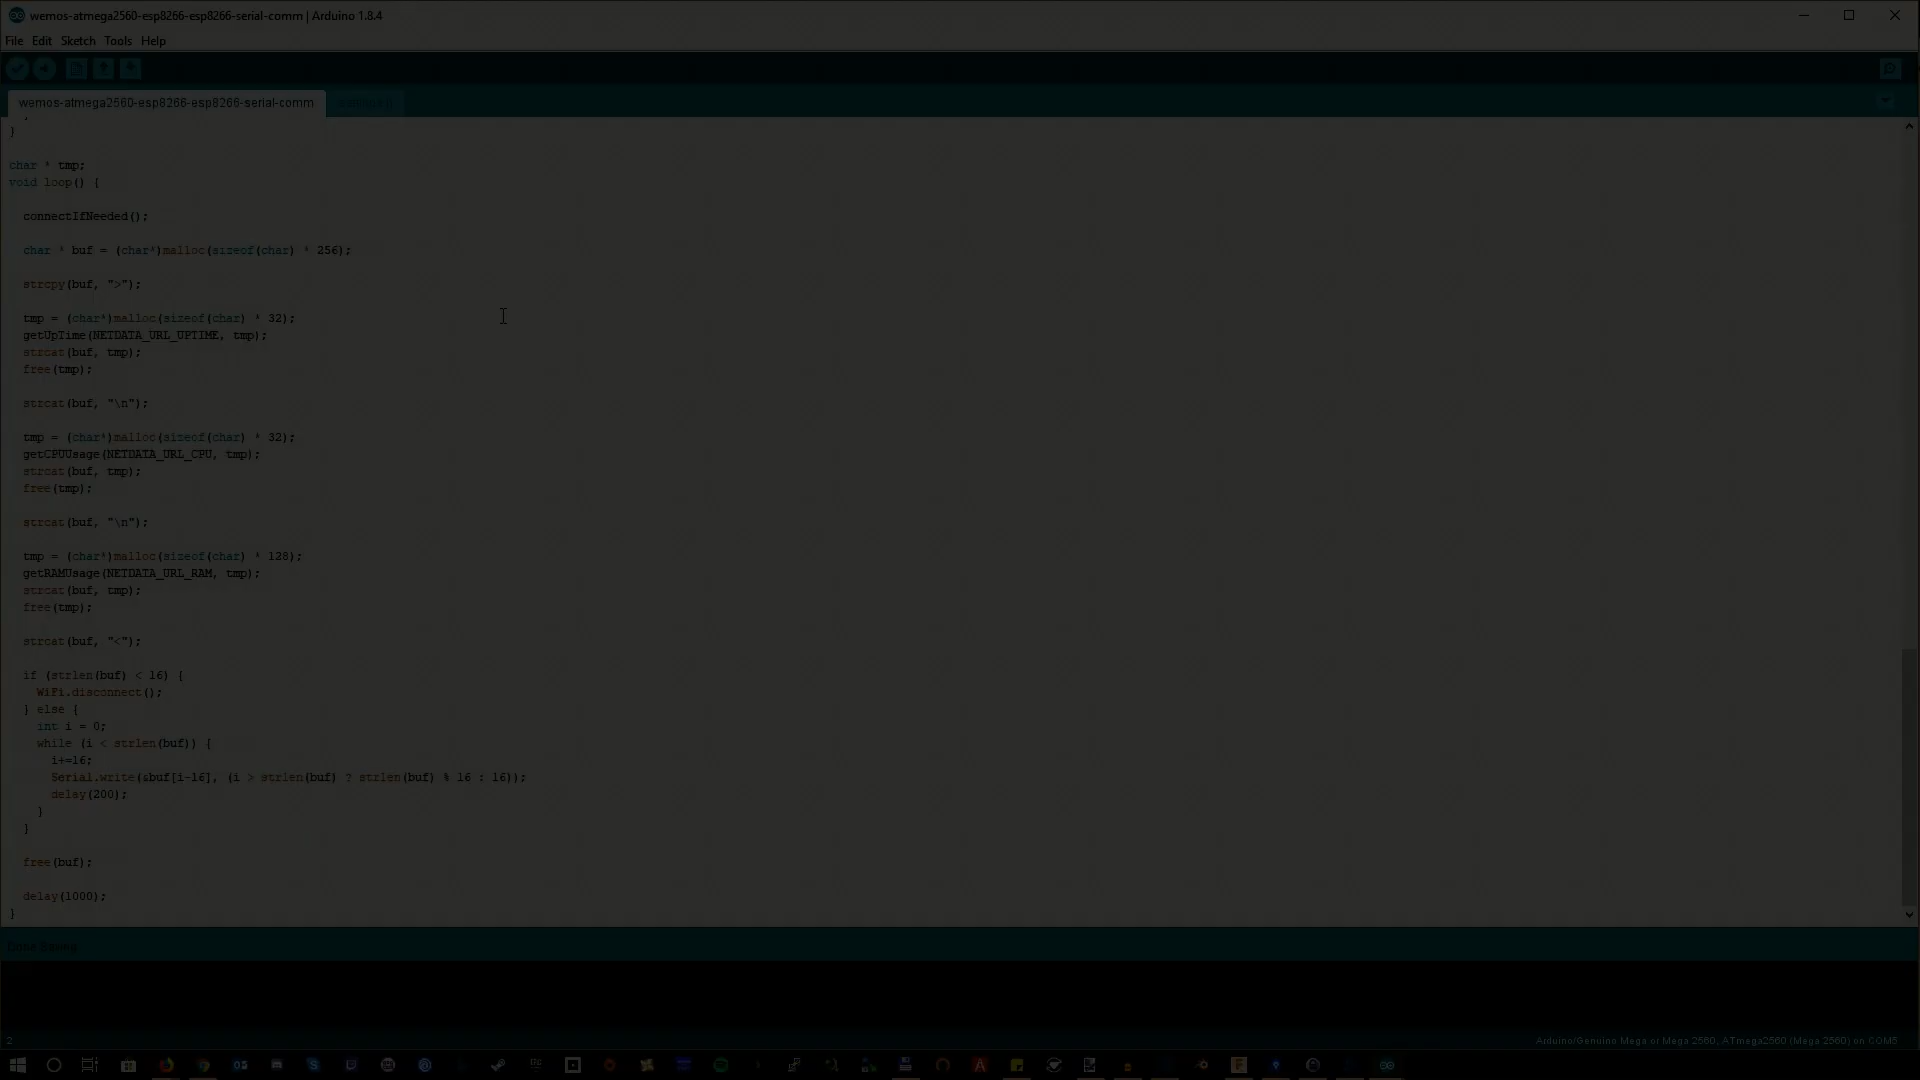 wemos-atmega2560-esp8266-esp8266-serial-comm | Arduino 1.8.4
File Edit Sketch Tools Help
wemos-atmega2560-esp8266-esp8266-serial-comm
}
char * tmp;
void loop() {
connectIfNeeded();
char * buf = (char*)malloc(sizeof(char) * 256);
strcpy(buf, ">");
tmp = (char*)malloc(sizeof(char) * 32);
getUpTime(NETDATA_URL_UPTIME, tmp);
strcat(buf, tmp);
free(tmp);
strcat(buf, "\n");
tmp = (char*)malloc(sizeof(char) * 32);
getCPUUsage(NETDATA_URL_CPU, tmp);
strcat(buf, tmp);
free(tmp);
strcat(buf, "\n");
tmp = (char*)malloc(sizeof(char) * 128);
getRAMUsage(NETDATA_URL_RAM, tmp);
strcat(buf, tmp);
free(tmp);
strcat(buf, "<");
if (strlen(buf) < 16) {
WiFi.disconnect();
} else {
int i = 0;
while (i < strlen(buf)) {
i+=16;
Serial.write(&buf[i-16], (i > strlen(buf) ? strlen(buf) % 16 : 16));
delay(200);
}
}
free(buf);
delay(1000);
}
Done Saving.
2
Arduino/Genuino Mega or Mega 2560, ATmega2560 (Mega 2560) on COM5